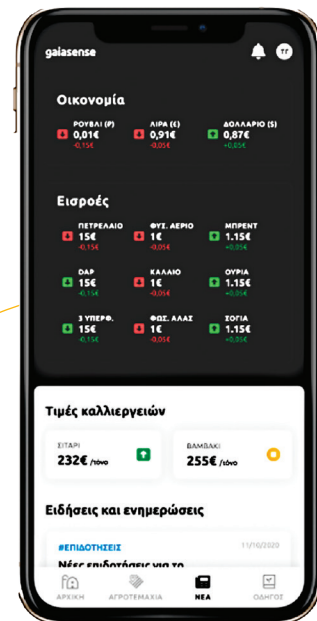 gaiasense
Οικονομία
ΡΟΥΒΛΙ (₽) ΛΙΡΑ (£) ΔΟΛΛΑΡΙΟ ($)
0,01€ 0,91€ 0,87€
-0,15€ -0,05€ +0,05€
Εισροές
ΠΕΤΡΕΛΑΙΟ ΦΥΣ. ΑΕΡΙΟ ΜΠΡΕΝΤ
15€ 1€ 1.15€
-0,15€ -0,05€ +0,05€
DAP ΚΑΛΛΙΟ ΟΥΡΙΑ
15€ 1€ 1.15€
-0,15€ -0,05€ +0,05€
3 ΥΠΕΡΦ. ΦΩΣ. ΑΛΑΣ ΣΟΓΙΑ
15€ 1€ 1.15€
-0,15€ -0,05€ +0,05€
Τιμές καλλιεργειών
ΣΙΤΑΡΙ ΒΑΜΒΑΚΙ
232€ /τόνο 255€ /τόνο
Ειδήσεις και ενημερώσεις
#ΕΠΙΔΟΤΗΣΕΙΣ 11/10/2020
Νέες επιδοτήσεις για το
ΑΡΧΙΚΗ ΑΓΡΟΤΕΜΑΧΙΑ ΝΕΑ ΟΔΗΓΟΣ